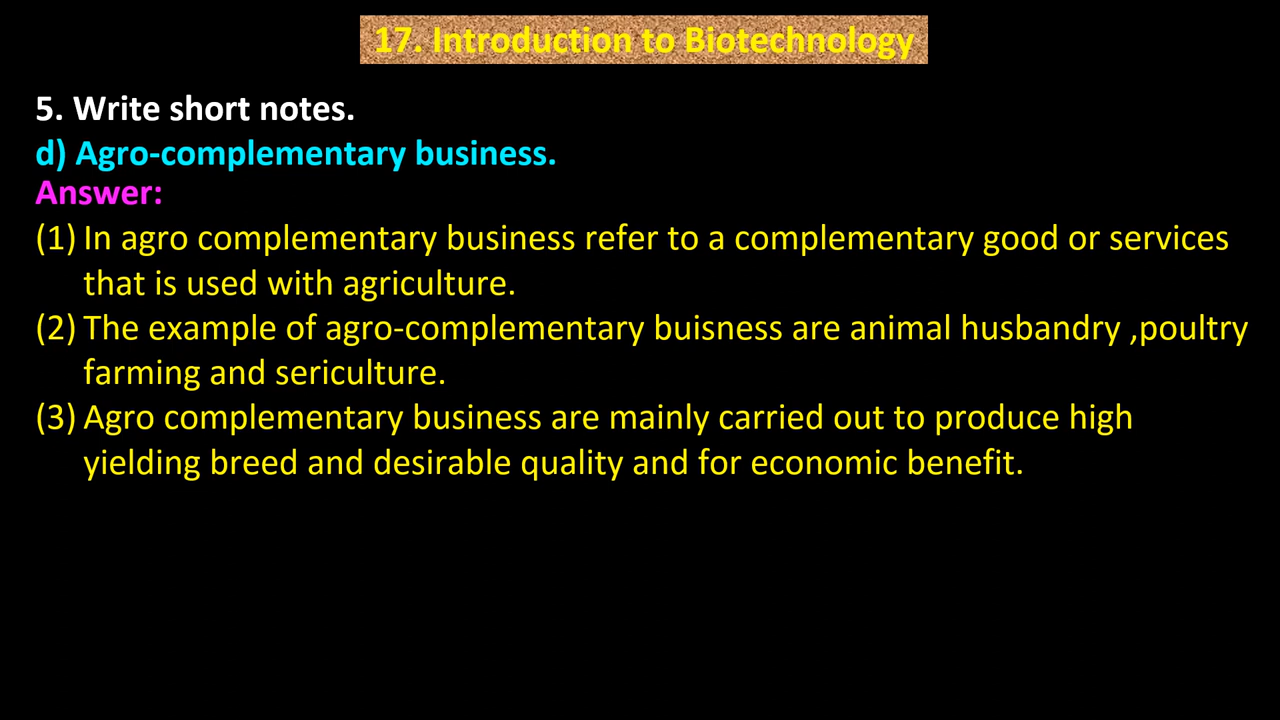 17. Introduction to Biotechnology
5. Write short notes.
d) Agro-complementary business.
Answer:
(1) In agro complementary business refer to a complementary good or services
that is used with agriculture.
(2) The example of agro-complementary buisness are animal husbandry ,poultry
farming and sericulture.
(3) Agro complementary business are mainly carried out to produce high
yielding breed and desirable quality and for economic benefit.